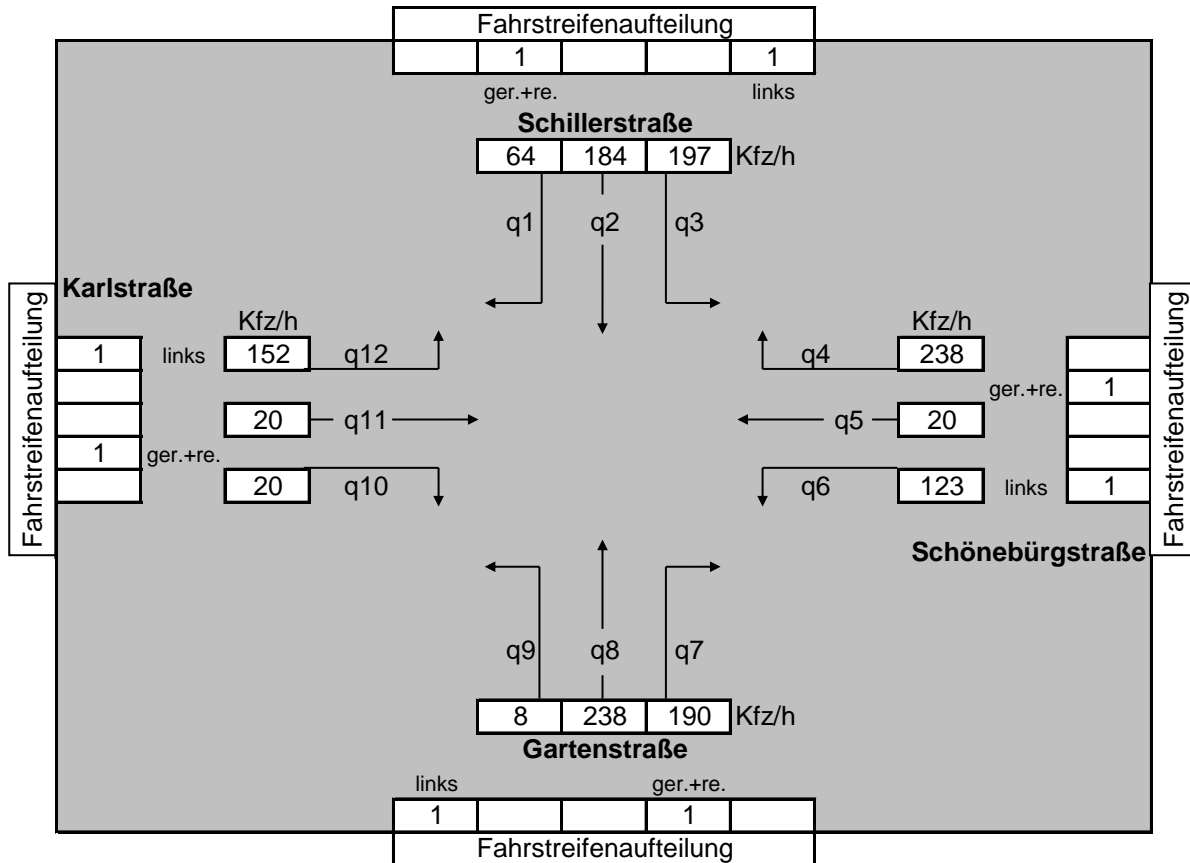 Fahrstreifenaufteilung
1 1
ger.+re. links
Schillerstraße
64 184 197 Kfz/h
q1 q2 q3
Fahrstreifenaufteilung
Karlstraße
Kfz/h
1 links 152 q12
20 q11
1 ger.+re.
20 q10
Kfz/h
q4 238
ger.+re. 1
q5 20
q6 123 links 1
Schönebürgstraße
Fahrstreifenaufteilung
q9 q8 q7
8 238 190 Kfz/h
Gartenstraße
links ger.+re.
1 1
Fahrstreifenaufteilung